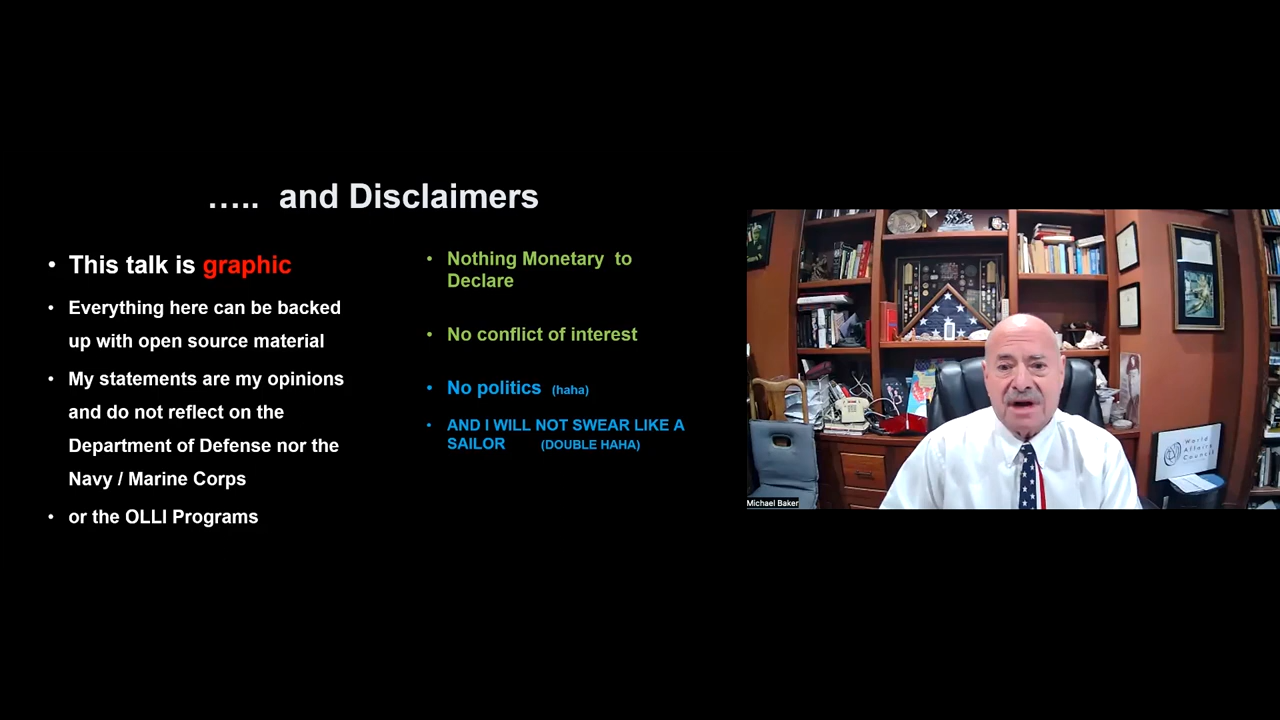 ….. and Disclaimers
• This talk is graphic
• Everything here can be backed
up with open source material
• My statements are my opinions
and do not reflect on the
Department of Defense nor the
Navy / Marine Corps
• or the OLLI Programs
• Nothing Monetary to
Declare
• No conflict of interest
• No politics (haha)
• AND I WILL NOT SWEAR LIKE A
SAILOR (DOUBLE HAHA)
World
Affairs
Council
Michael Baker